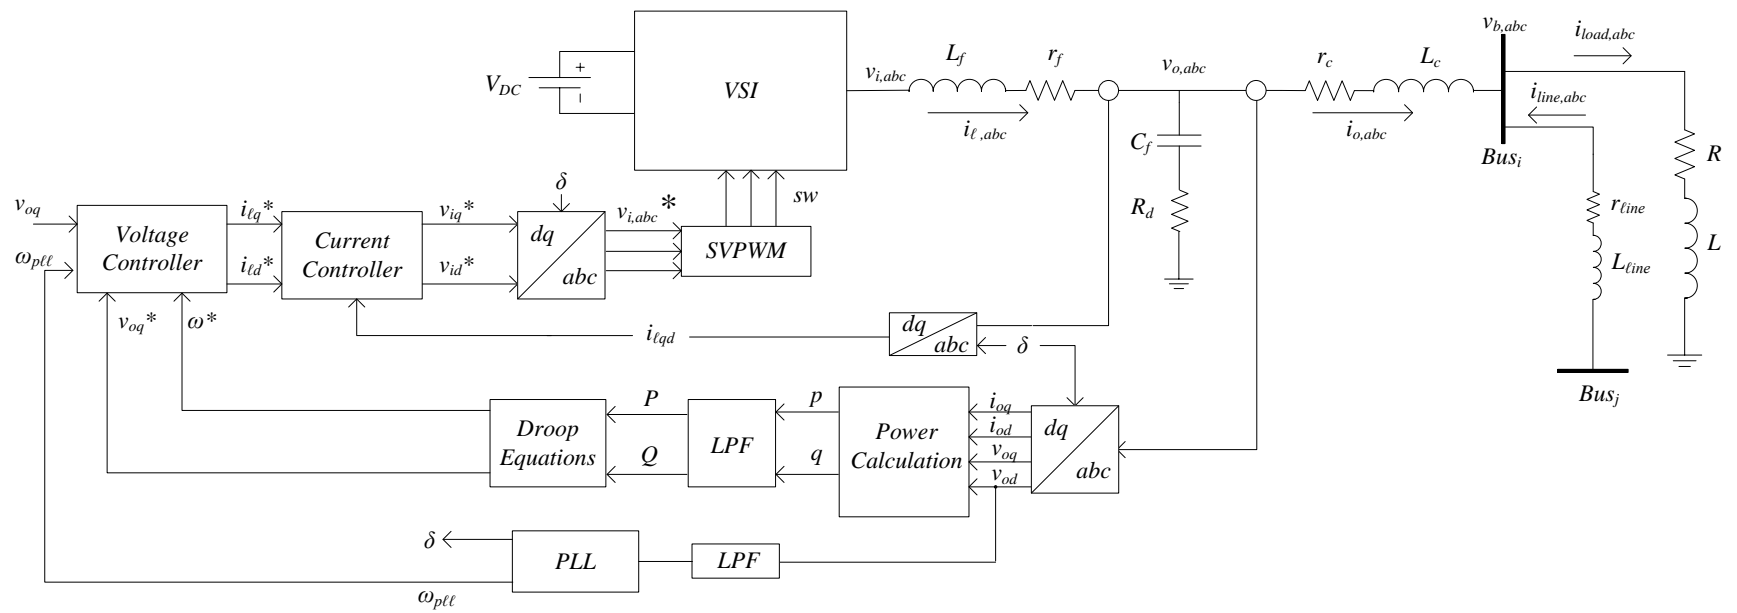 V_DC
+
−
VSI
v_i,abc
L_f
r_f
i_ℓ,abc
v_o,abc
C_f
R_d
r_c
L_c
i_o,abc
v_b,abc
Bus_i
i_load,abc
i_line,abc
R
L
r_ℓine
L_ℓine
Bus_j
v_oq
ω_pℓℓ
Voltage
Controller
i_ℓq*
i_ℓd*
Current
Controller
v_iq*
v_id*
δ
dq
abc
v_i,abc*
SVPWM
sw
v_oq*
ω*
i_ℓqd
dq
abc
δ
Droop
Equations
P
Q
LPF
p
q
Power
Calculation
i_oq
i_od
v_oq
v_od
dq
abc
δ
PLL
LPF
ω_pℓℓ